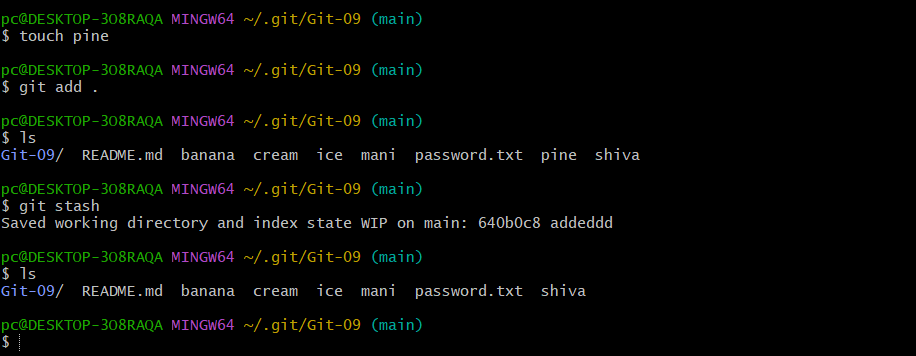 pc@DESKTOP-3O8RAQA MINGW64 ~/.git/Git-09 (main)
$ touch pine
pc@DESKTOP-3O8RAQA MINGW64 ~/.git/Git-09 (main)
$ git add .
pc@DESKTOP-3O8RAQA MINGW64 ~/.git/Git-09 (main)
$ ls
Git-09/  README.md  banana  cream  ice  mani  password.txt  pine  shiva
pc@DESKTOP-3O8RAQA MINGW64 ~/.git/Git-09 (main)
$ git stash
Saved working directory and index state WIP on main: 640b0c8 addeddd
pc@DESKTOP-3O8RAQA MINGW64 ~/.git/Git-09 (main)
$ ls
Git-09/  README.md  banana  cream  ice  mani  password.txt  shiva
pc@DESKTOP-3O8RAQA MINGW64 ~/.git/Git-09 (main)
$